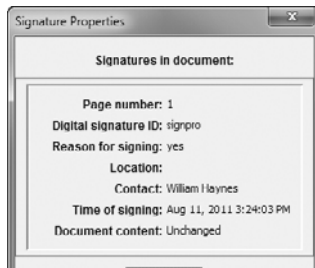 Signature Properties
x
Signatures in document:
Page number: 1
Digital signature ID: signpro
Reason for signing: yes
Location:
Contact: William Haynes
Time of signing: Aug 11, 2011 3:24:03 PM
Document content: Unchanged